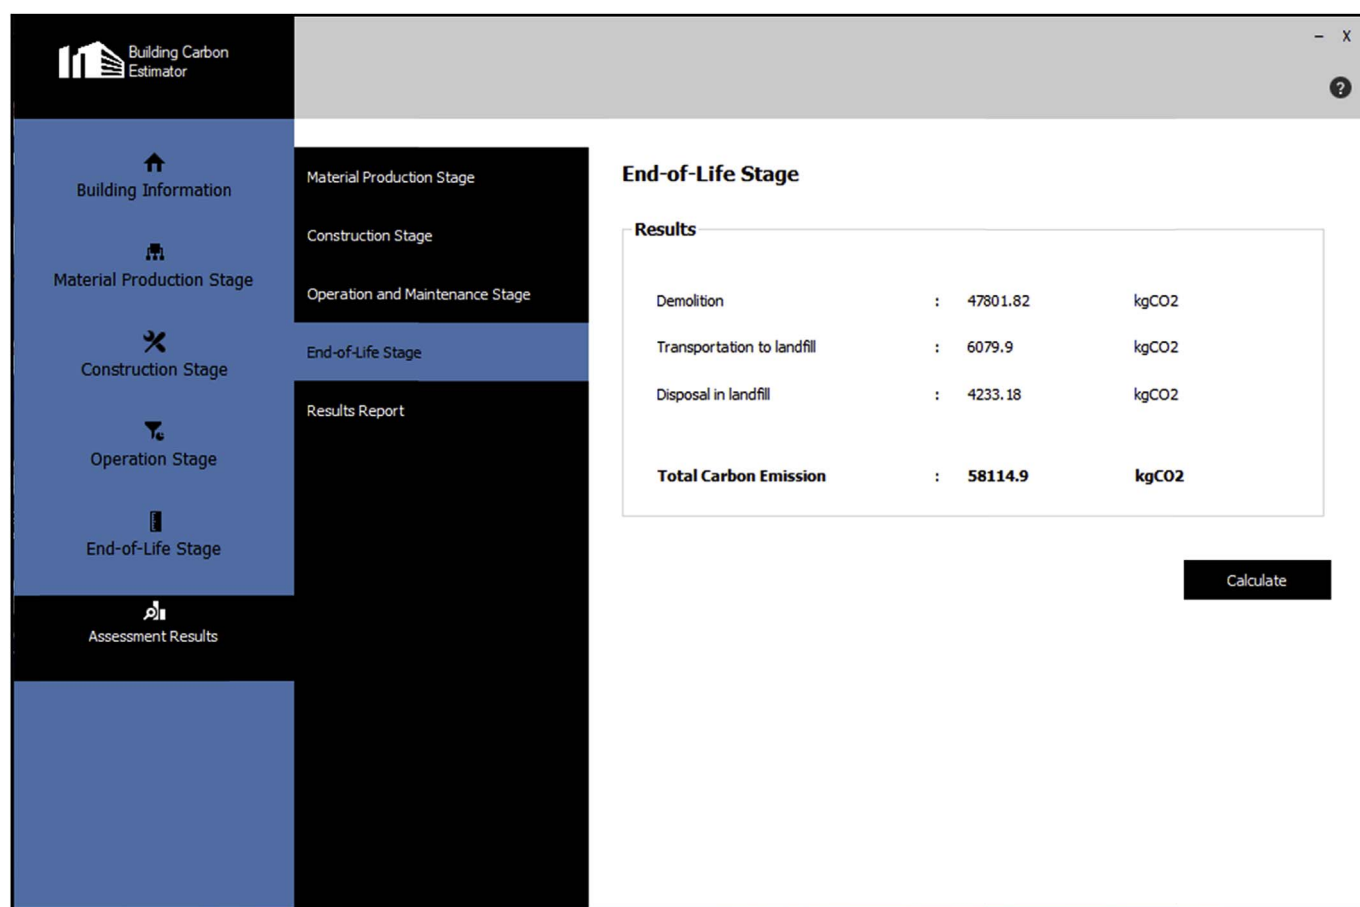 Building Carbon
Estimator
– X
?
Building Information
Material Production Stage
Construction Stage
Operation Stage
End-of-Life Stage
Assessment Results
Material Production Stage
Construction Stage
Operation and Maintenance Stage
End-of-Life Stage
Results Report
End-of-Life Stage
Results
Demolition : 47801.82 kgCO2
Transportation to landfill : 6079.9 kgCO2
Disposal in landfill : 4233.18 kgCO2
Total Carbon Emission : 58114.9 kgCO2
Calculate